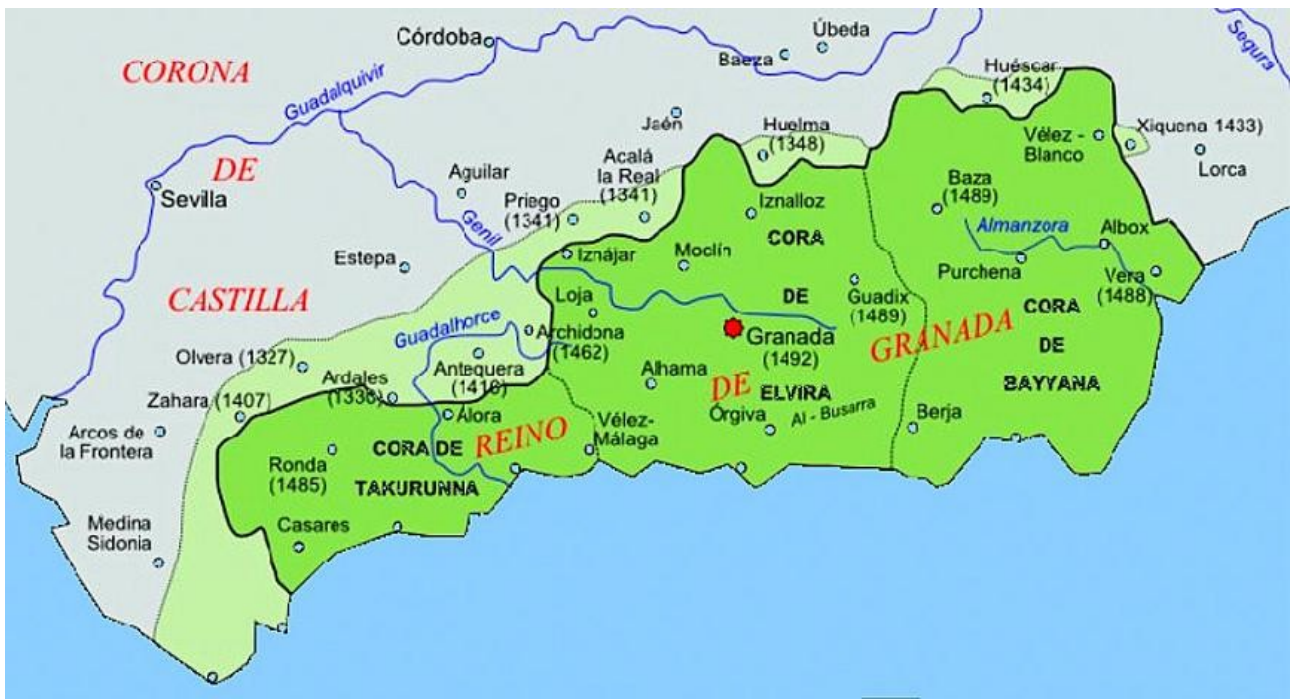 Córdoba
Úbeda
Baeza
CORONA
Guadalquivir
Segura
Huéscar
(1434)
Jaén
Huelma
(1348)
Vélez -
Blanco
Xiquena 1433)
Lorca
DE
Sevilla
Aguilar
Acalá
la Real
(1341)
Priego
(1341)
Genil
Iznalloz
Baza
(1489)
CORA
Almanzora
Albox
Estepa
Iznájar
Moclín
Purchena
Vera
(1488)
CASTILLA
Loja
DE
Guadix
(1489)
GRANADA
CORA
Guadalhorce
Archidona
(1462)
Granada
(1492)
DE
Olvera (1327)
Ardales
Antequera
Alhama
DE
ELVIRA
BAYYANA
Zahara (1407)
Álora
Órgiva
Al - Busarra
Berja
Arcos de
la Frontera
CORA DE
REINO
Vélez-
Málaga
Ronda
(1485)
TAKURUNNA
Medina
Sidonia
Casares